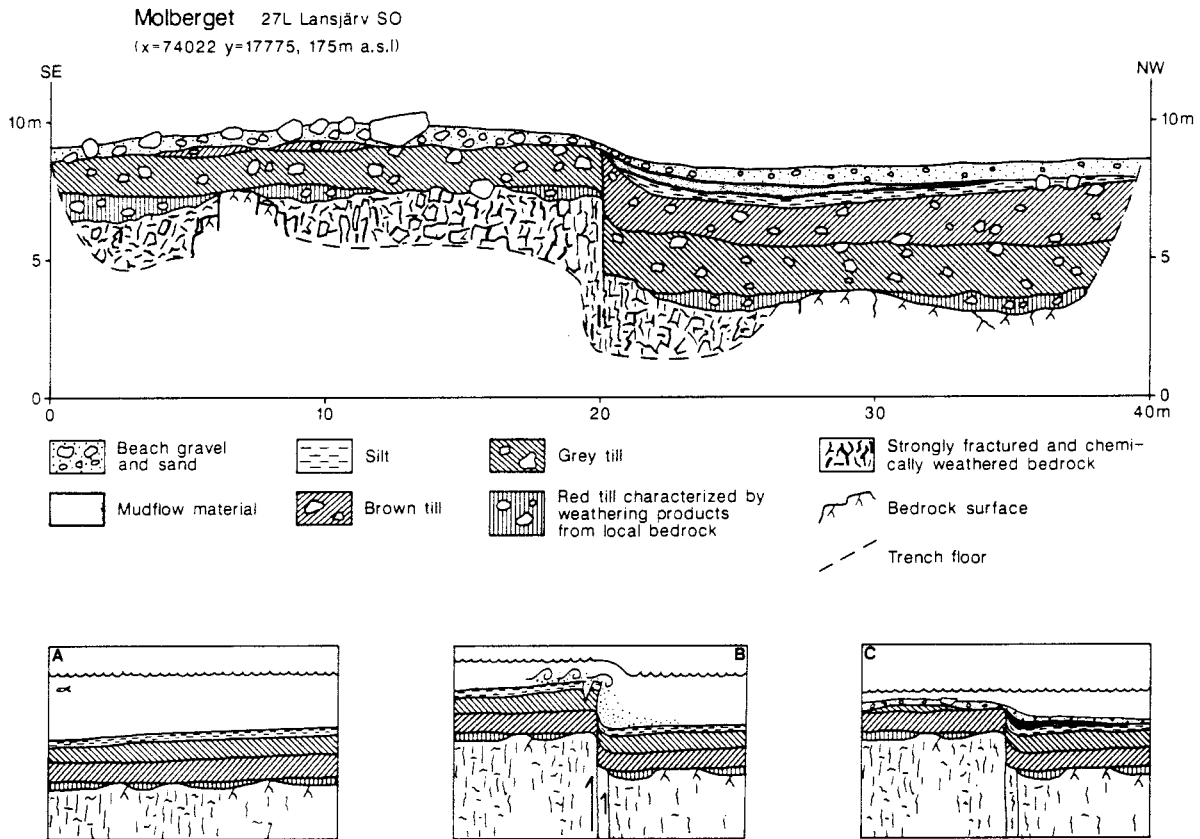 Molberget 27L Lansjärv SO
(x=74022 y=17775, 175m a.s.l)
SE
NW
10m
10m
5
5
0
0
0
10
20
30
40m
Beach gravel
and sand
Silt
Grey till
Strongly fractured and chemi-
cally weathered bedrock
Mudflow material
Brown till
Red till characterized by
weathering products
from local bedrock
Bedrock surface
Trench floor
A
B
C